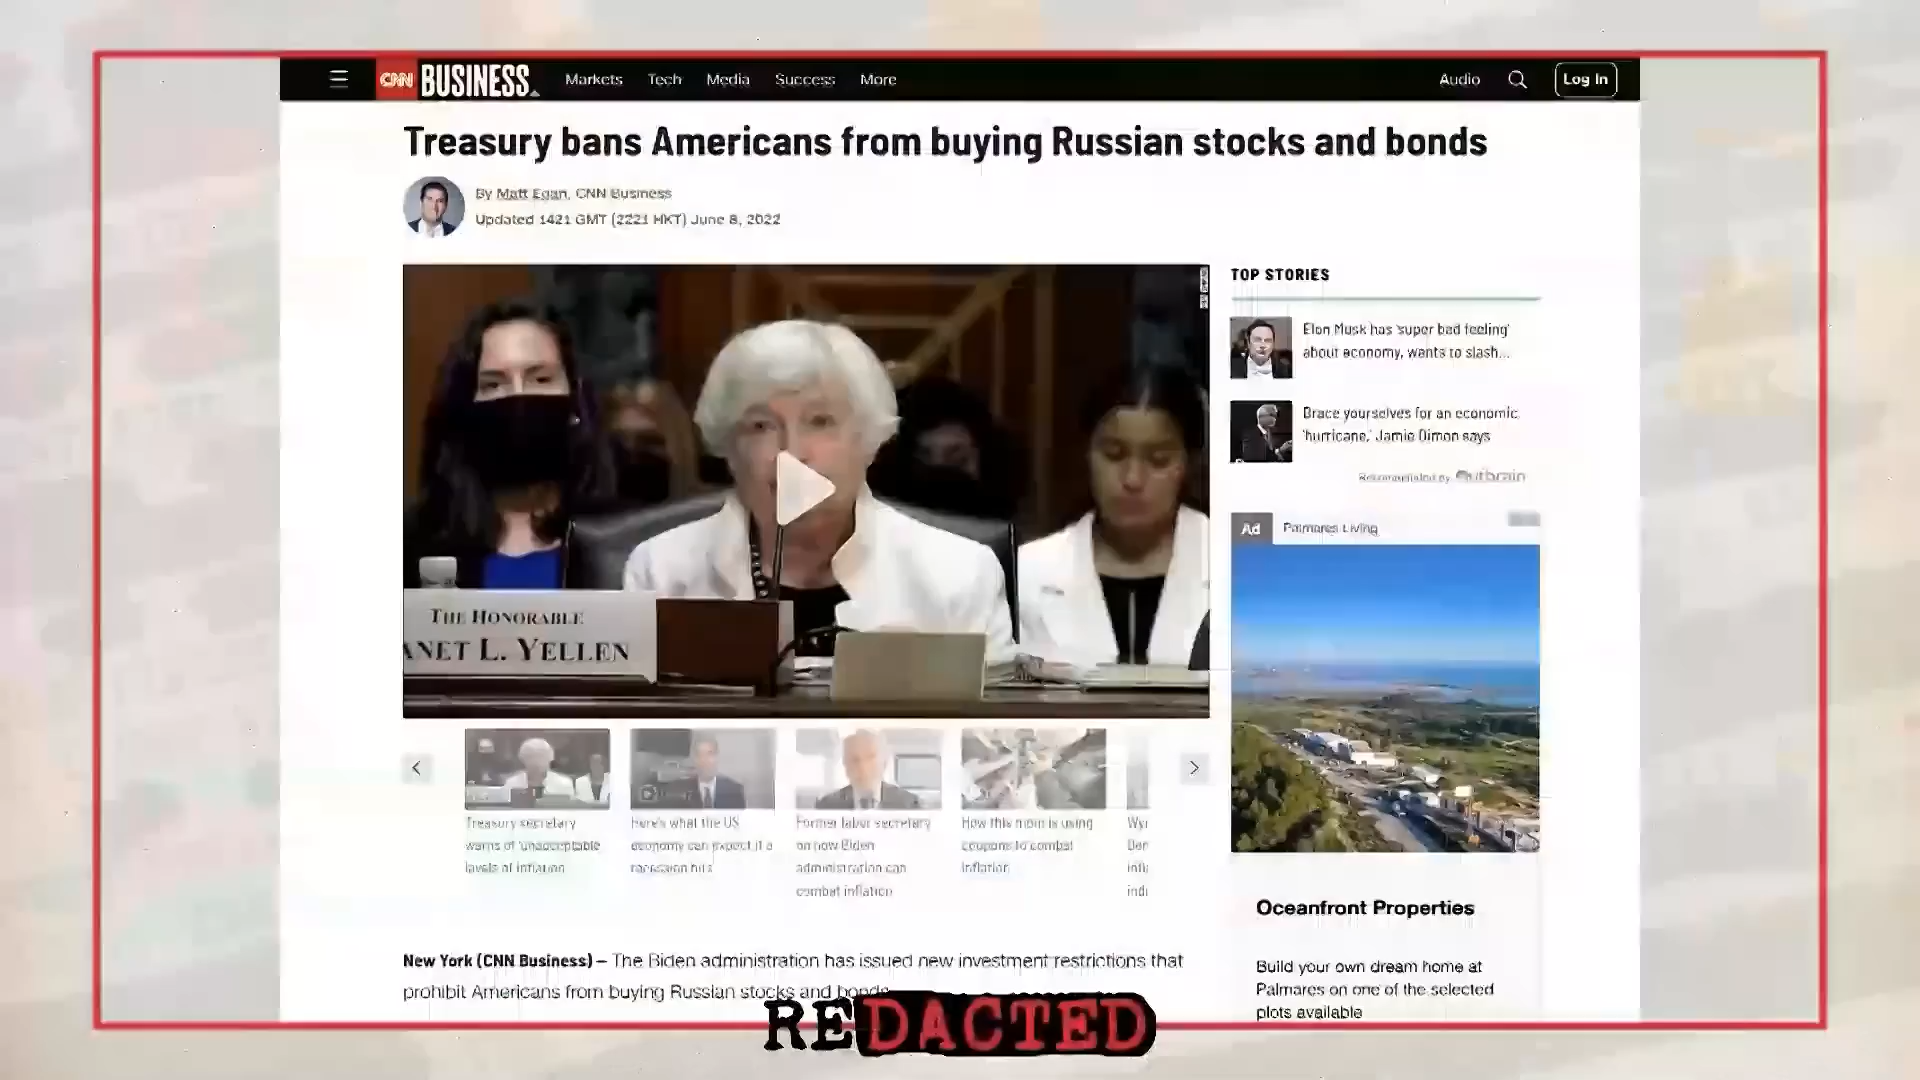 CNN BUSINESS
Markets Tech Media Success More
Audio
Log In
Treasury bans Americans from buying Russian stocks and bonds
By Matt Egan, CNN Business
Updated 1421 GMT (2221 HKT) June 8, 2022
TOP STORIES
Elon Musk has 'super bad feeling'
about economy, wants to slash...
Brace yourselves for an economic
'hurricane,' Jamie Dimon says
Recommended by Outbrain
Ad Palmares Living
THE HONORABLE
ANET L. YELLEN
Treasury secretary
warns of 'unacceptable
levels of inflation
Here's what the US
economy can expect if a
recession hits
Former labor secretary
on how Biden
administration can
combat inflation
How this mom is using
coupons to combat
inflation
Oceanfront Properties
Build your own dream home at
Palmares on one of the selected
plots available
New York (CNN Business) – The Biden administration has issued new investment restrictions that
prohibit Americans from buying Russian stocks and bonds
REDACTED